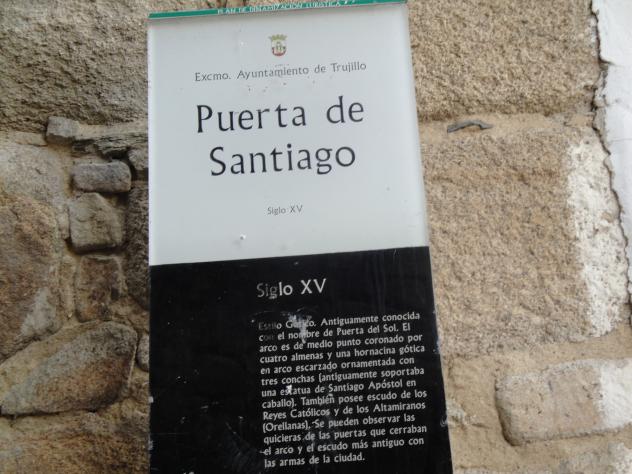 PLAN DE DINAMIZACIÓN TURÍSTICA
Excmo. Ayuntamiento de Trujillo
Puerta de
Santiago
Siglo XV
Siglo XV
Estilo Gótico. Antiguamente conocida
con el nombre de Puerta del Sol. El
arco es de medio punto coronado por
cuatro almenas y una hornacina gótica
en arco escarzado ornamentada con
tres conchas (antiguamente soportaba
una estatua de Santiago Apóstol en
caballo). También posee escudo de los
Reyes Católicos y de los Altamiranos
(Orellanas). Se pueden observar las
quicieras de las puertas que cerraban
el arco y el escudo más antiguo con
las armas de la ciudad.